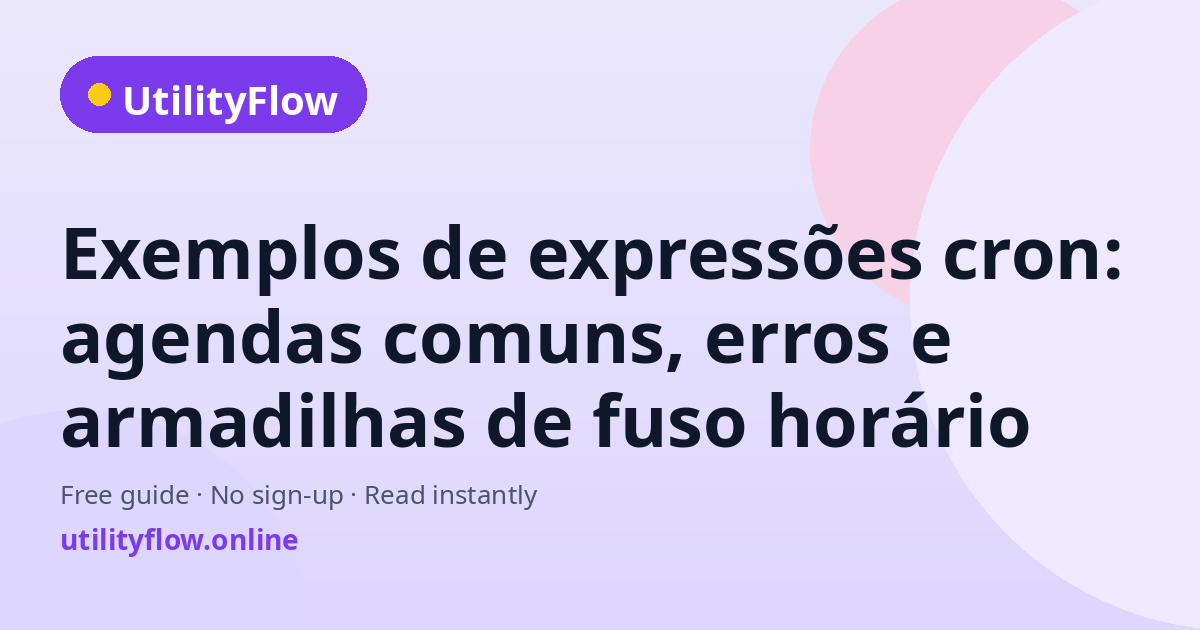 UtilityFlow
Exemplos de expressões cron:
agendas comuns, erros e
armadilhas de fuso horário
Free guide · No sign-up · Read instantly
utilityflow.online